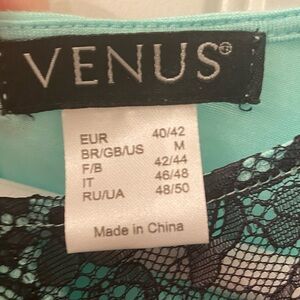 VENUS®
EUR 40/42
BR/GB/US M
F/B 42/44
IT 46/48
RU/UA 48/50
Made in China